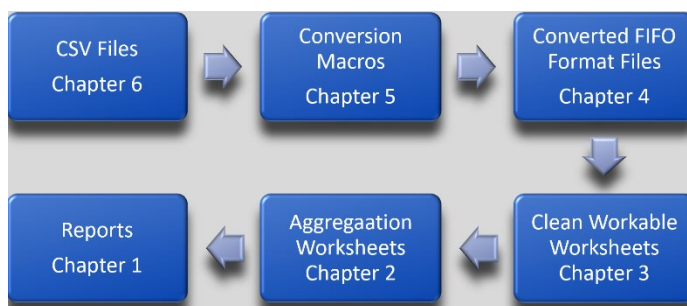 CSV Files
Chapter 6
Conversion
Macros
Chapter 5
Converted FIFO
Format Files
Chapter 4
Clean Workable
Worksheets
Chapter 3
Aggregaation
Worksheets
Chapter 2
Reports
Chapter 1